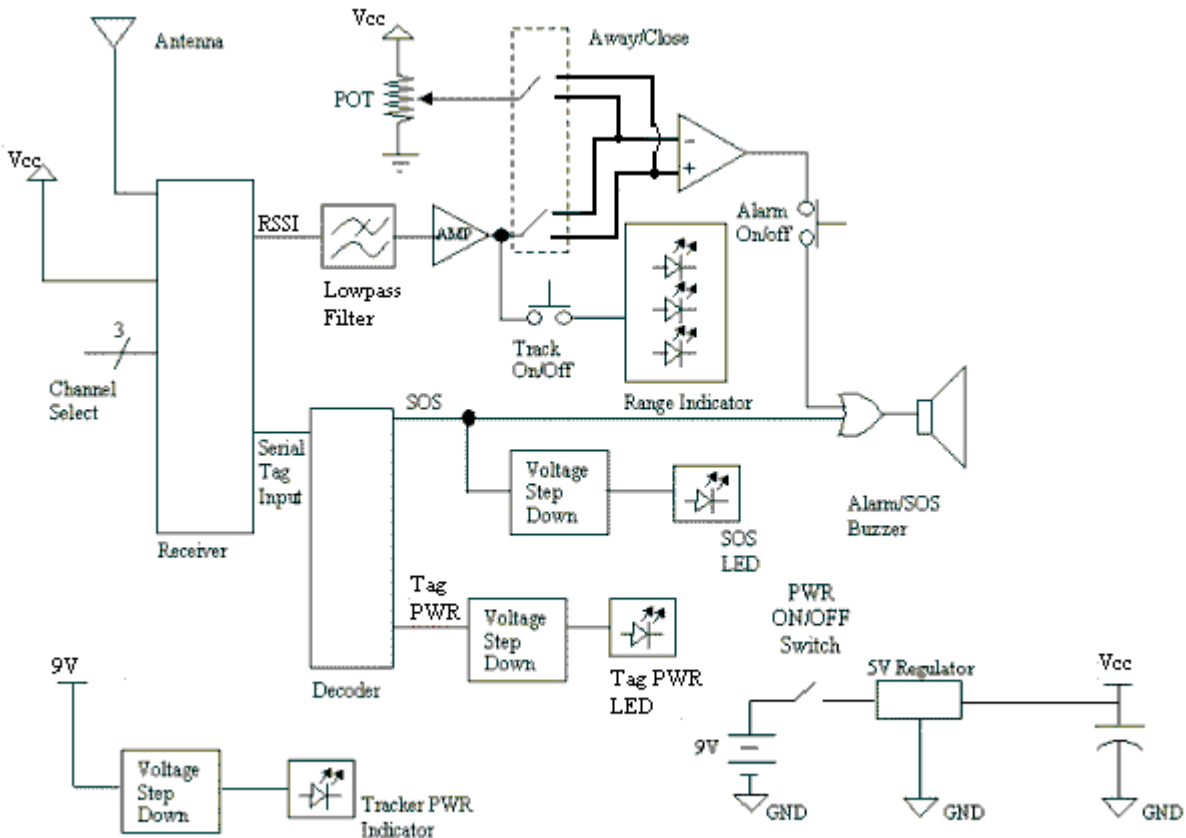 Vcc
Antenna
Away/Close
POT
Vcc
−
+
RSSI
AMP
Alarm
On/off
Lowpass
Filter
3
Channel
Select
Track
On/Off
Range Indicator
SOS
Serial
Tag
Input
Voltage
Step
Down
Receiver
SOS
LED
Alarm/SOS
Buzzer
Tag
PWR
Voltage
Step
Down
Tag PWR
LED
Decoder
PWR
ON/OFF
Switch
9V
5V Regulator
Vcc
9V
GND
GND
GND
Voltage
Step
Down
Tracker PWR
Indicator